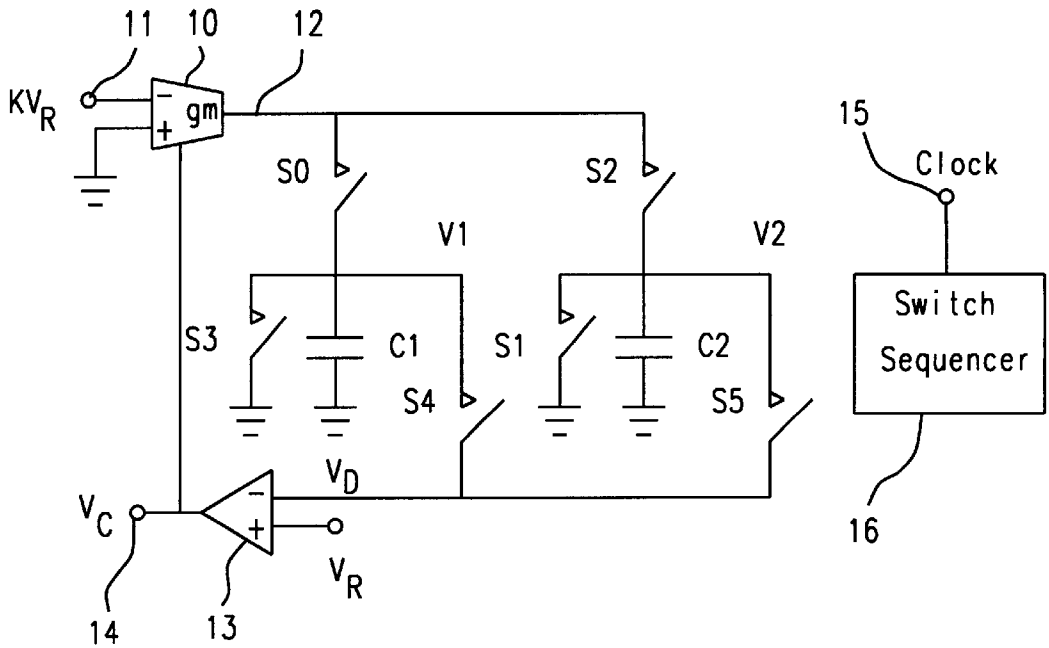 11
10
12
KV_R
−
gm
+
15
Clock
S0
S2
V1
V2
Switch
Sequencer
S3
C1
S1
C2
S4
S5
V_D
V_C
−
+
V_R
16
14
13